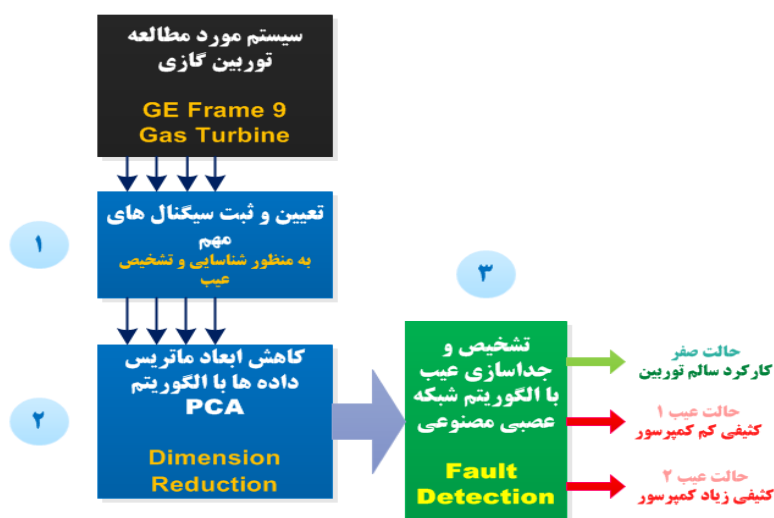 سیستم مورد مطالعه
توربین گازی
GE Frame 9
Gas Turbine
۱
تعیین و ثبت سیگنال های
مهم
به منظور شناسایی و تشخیص
عیب
۲
کاهش ابعاد ماتریس
داده ها با الگوریتم
PCA
Dimension
Reduction
۳
تشخیص و
جداسازی عیب
با الگوریتم شبکه
عصبی مصنوعی
Fault
Detection
حالت صفر
کارکرد سالم توربین
حالت عیب ۱
کثیفی کم کمپرسور
حالت عیب ۲
کثیفی زیاد کمپرسور